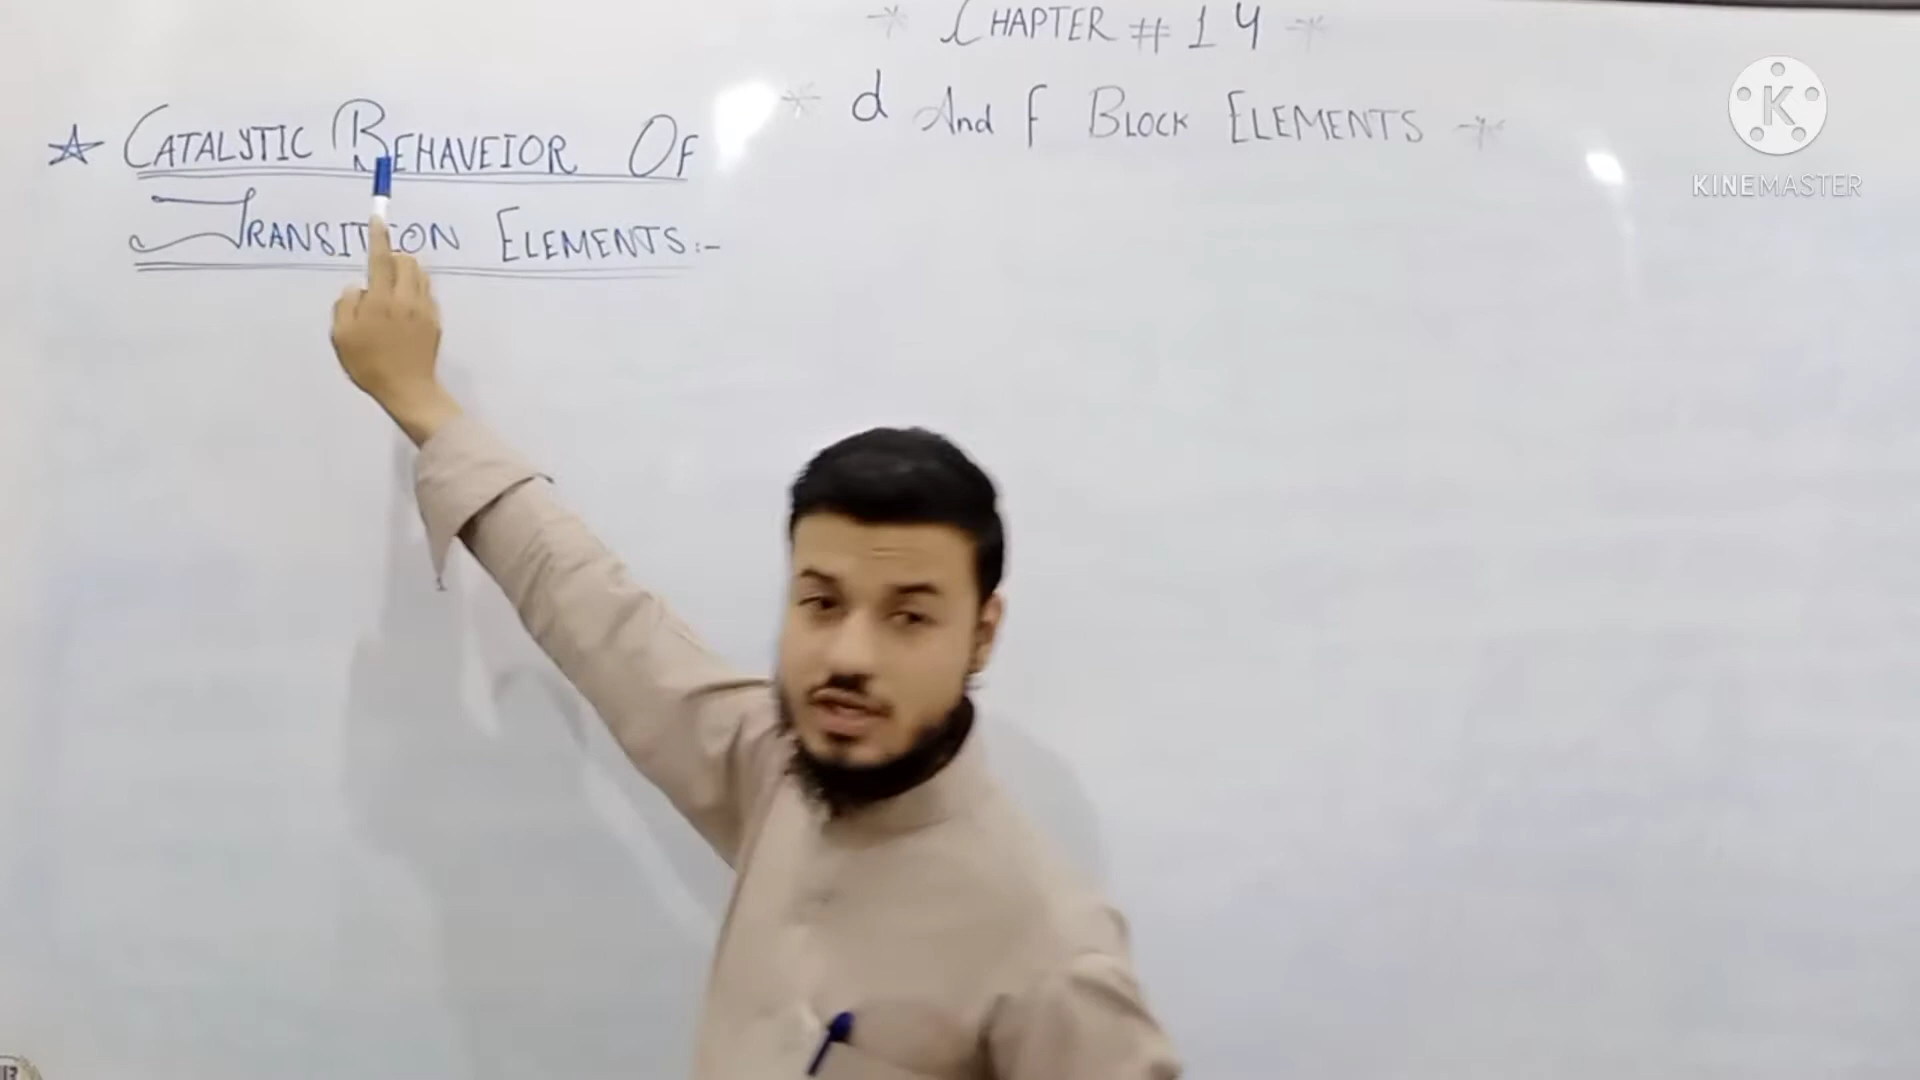 CHAPTER # 14
d And f BLOCK ELEMENTS
CATALYTIC BEHAVEIOR OF
TRANSITION ELEMENTS:-
KINEMASTER